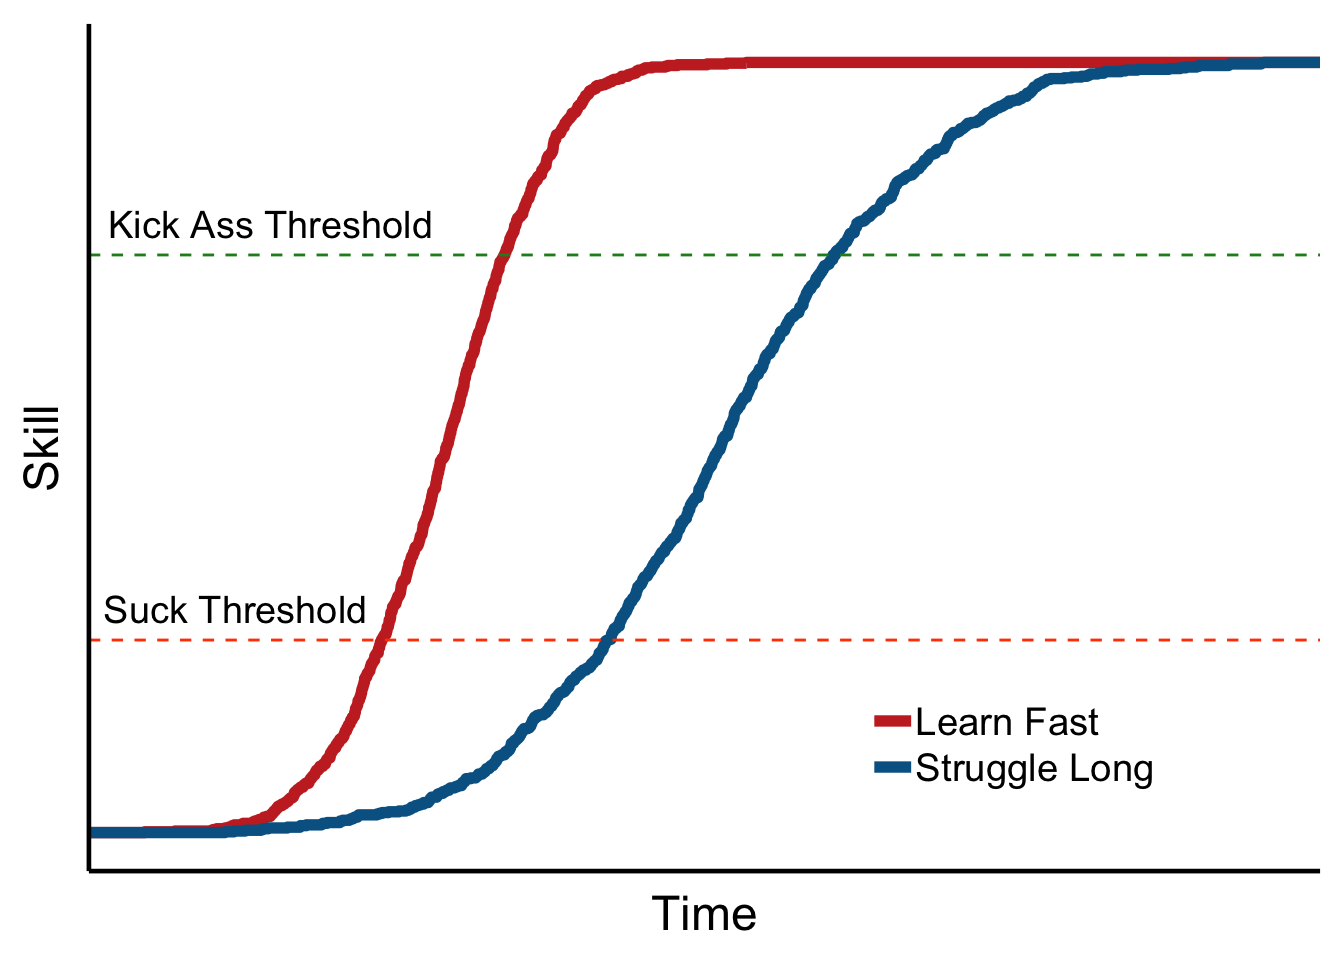 Kick Ass Threshold
Skill
Suck Threshold
Learn Fast
Struggle Long
Time